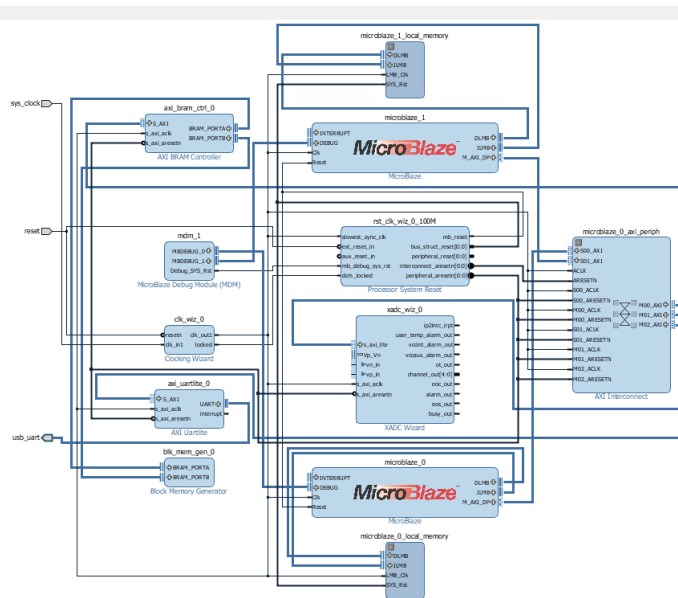 sys_clock
reset
usb_uart
axi_bram_ctrl_0
S_AXI
s_axi_aclk
s_axi_aresetn
BRAM_PORTA
BRAM_PORTB
AXI BRAM Controller
mdm_1
MBDEBUG_0
MBDEBUG_1
Debug_SYS_Rst
MicroBlaze Debug Module (MDM)
clk_wiz_0
resetn
clk_in1
clk_out1
locked
Clocking Wizard
axi_uartlite_0
S_AXI
s_axi_aclk
s_axi_aresetn
UART
interrupt
AXI Uartlite
blk_mem_gen_0
BRAM_PORTA
BRAM_PORTB
Block Memory Generator
microblaze_1_local_memory
DLMB
ILMB
LMB_Clk
SYS_Rst
microblaze_1
INTERRUPT
DEBUG
Clk
Reset
MicroBlaze
DLMB
ILMB
M_AXI_DP
MicroBlaze
rst_clk_wiz_0_100M
slowest_sync_clk
ext_reset_in
aux_reset_in
mb_debug_sys_rst
dcm_locked
mb_reset
bus_struct_reset[0:0]
peripheral_reset[0:0]
interconnect_aresetn[0:0]
peripheral_aresetn[0:0]
Processor System Reset
xadc_wiz_0
s_axi_lite
Vp_Vn
vn_in
vp_in
s_axi_aclk
s_axi_aresetn
ip2intc_irpt
user_temp_alarm_out
vccint_alarm_out
vccaux_alarm_out
ot_out
channel_out[4:0]
eoc_out
alarm_out
eos_out
busy_out
XADC Wizard
microblaze_0
INTERRUPT
DEBUG
Clk
Reset
MicroBlaze
DLMB
ILMB
M_AXI_DP
MicroBlaze
microblaze_0_local_memory
DLMB
ILMB
LMB_Clk
SYS_Rst
microblaze_0_axi_periph
S00_AXI
S01_AXI
ACLK
ARESETN
S00_ACLK
S00_ARESETN
M00_ACLK
M00_ARESETN
S01_ACLK
S01_ARESETN
M01_ACLK
M01_ARESETN
M02_ACLK
M02_ARESETN
M00_AXI
M01_AXI
M02_AXI
AXI Interconnect